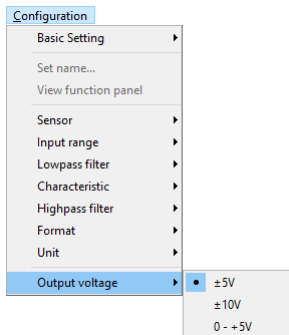 Configuration
Basic Setting
Set name...
View function panel
Sensor
Input range
Lowpass filter
Characteristic
Highpass filter
Format
Unit
Output voltage
±5V
±10V
0 - +5V